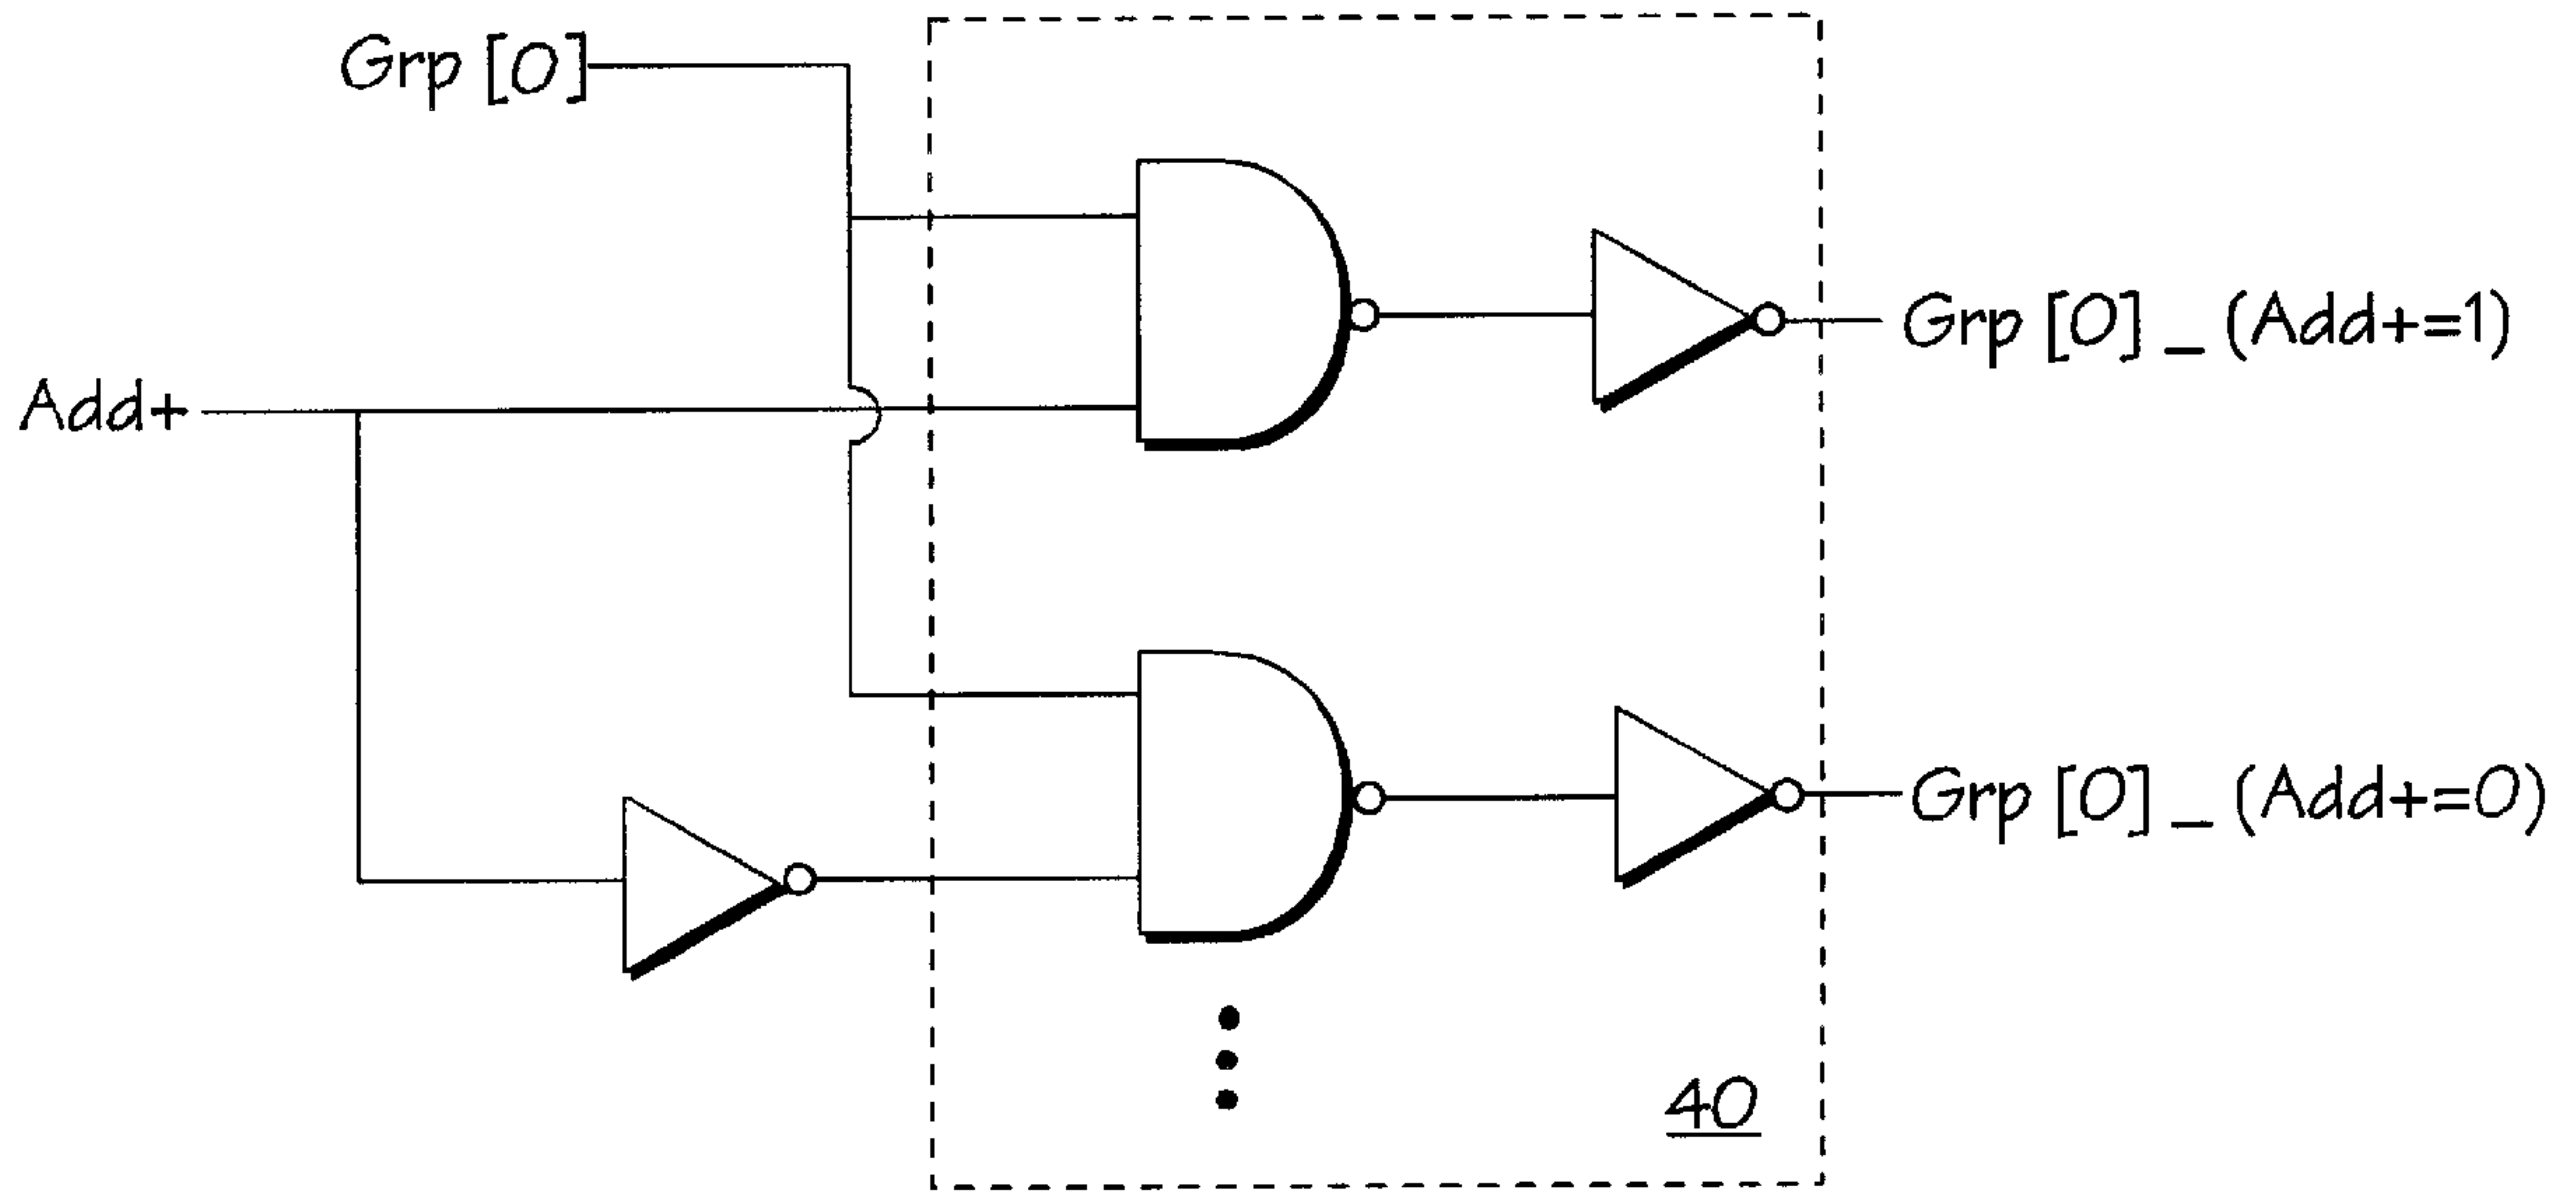 Grp [0]
Grp [0] _ (Add+=1)
Add+
Grp [0] _ (Add+=0)
40